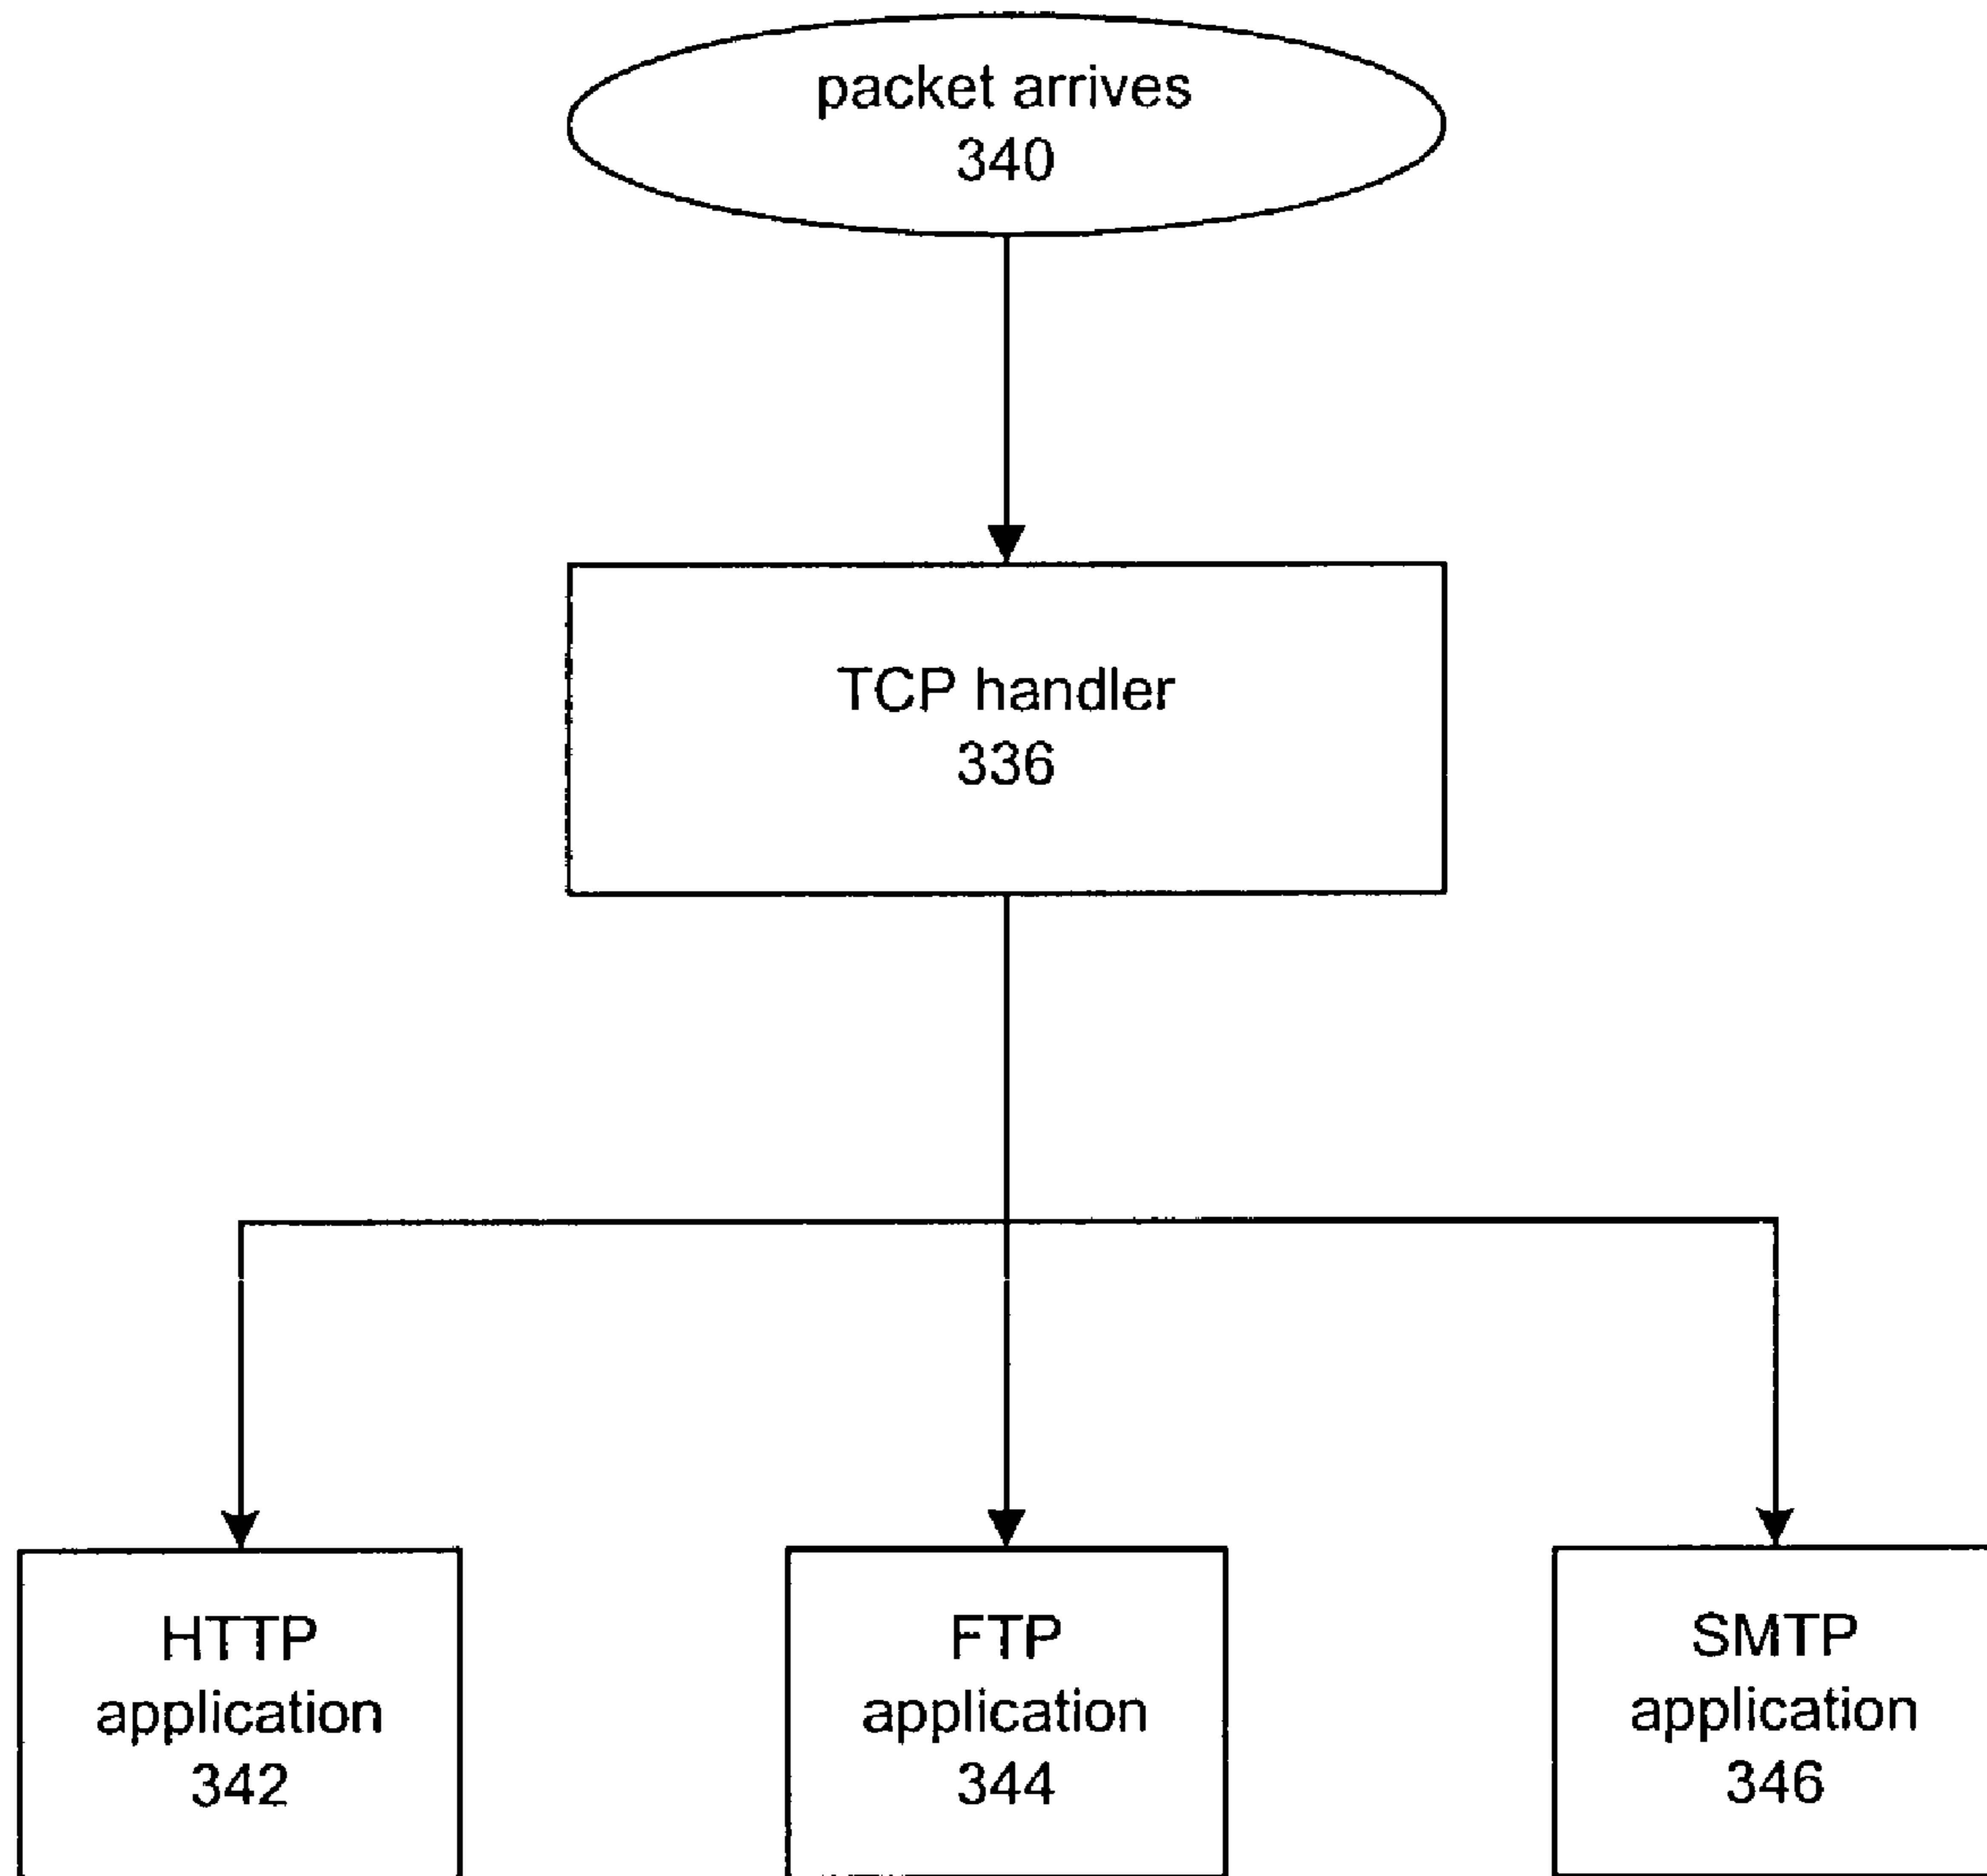 packet arrives
340
TCP handler
336
HTTP
application
342
FTP
application
344
SMTP
application
346